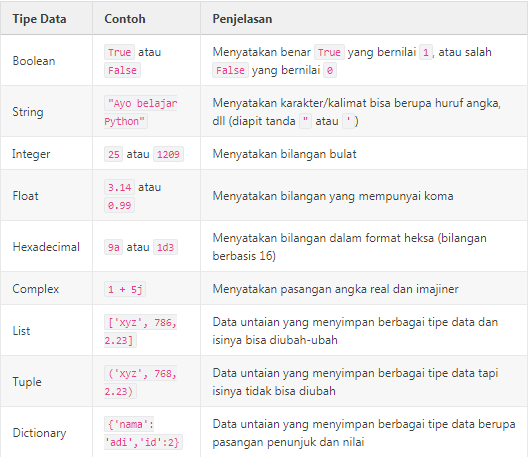 Tipe Data Contoh Penjelasan
Boolean
True atau
False
Menyatakan benar True yang bernilai 1, atau salah
False yang bernilai 0
String
"Ayo belajar
Python"
Menyatakan karakter/kalimat bisa berupa huruf angka,
dll (diapit tanda " atau ' )
Integer 25 atau 1209 Menyatakan bilangan bulat
Float
3.14 atau
0.99
Menyatakan bilangan yang mempunyai koma
Hexadecimal 9a atau 1d3
Menyatakan bilangan dalam format heksa (bilangan
berbasis 16)
Complex 1 + 5j Menyatakan pasangan angka real dan imajiner
List
['xyz', 786,
2.23]
Data untaian yang menyimpan berbagai tipe data dan
isinya bisa diubah-ubah
Tuple
('xyz', 768,
2.23)
Data untaian yang menyimpan berbagai tipe data tapi
isinya tidak bisa diubah
Dictionary
{'nama':
'adi','id':2}
Data untaian yang menyimpan berbagai tipe data berupa
pasangan penunjuk dan nilai